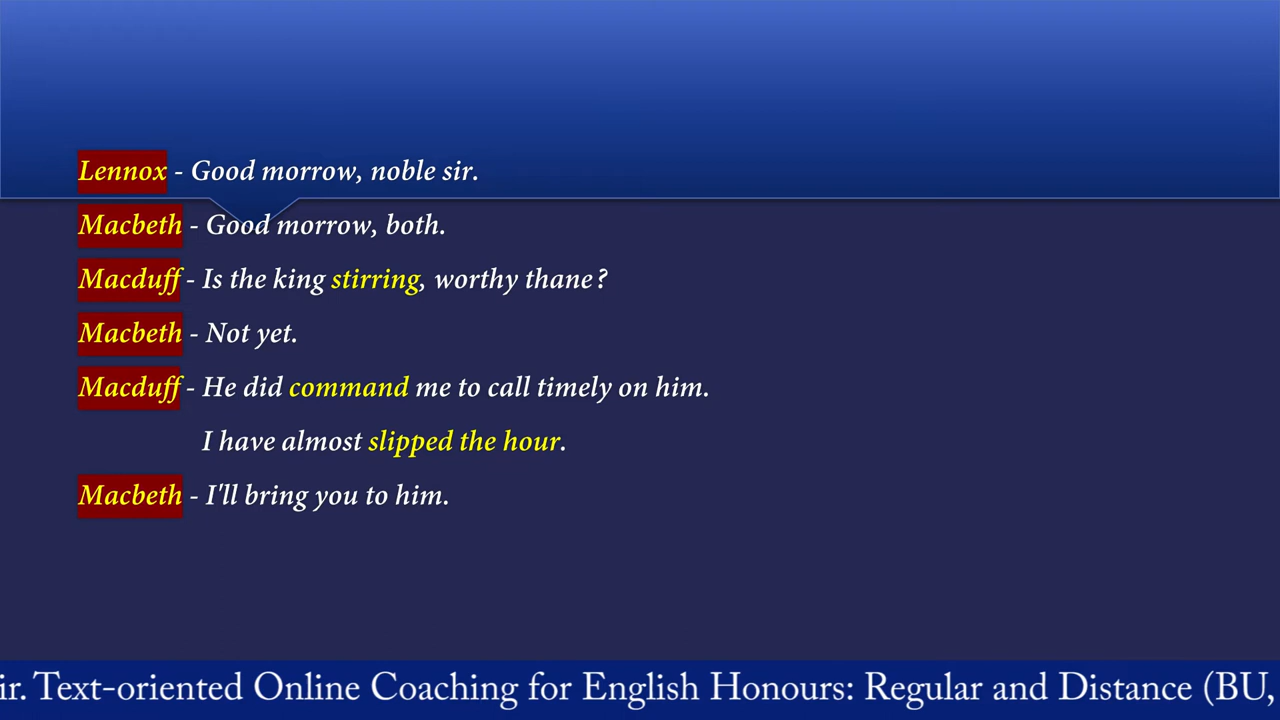 Lennox - Good morrow, noble sir.
Macbeth - Good morrow, both.
Macduff - Is the king stirring, worthy thane?
Macbeth - Not yet.
Macduff - He did command me to call timely on him.
I have almost slipped the hour.
Macbeth - I'll bring you to him.
ir. Text-oriented Online Coaching for English Honours: Regular and Distance (BU,